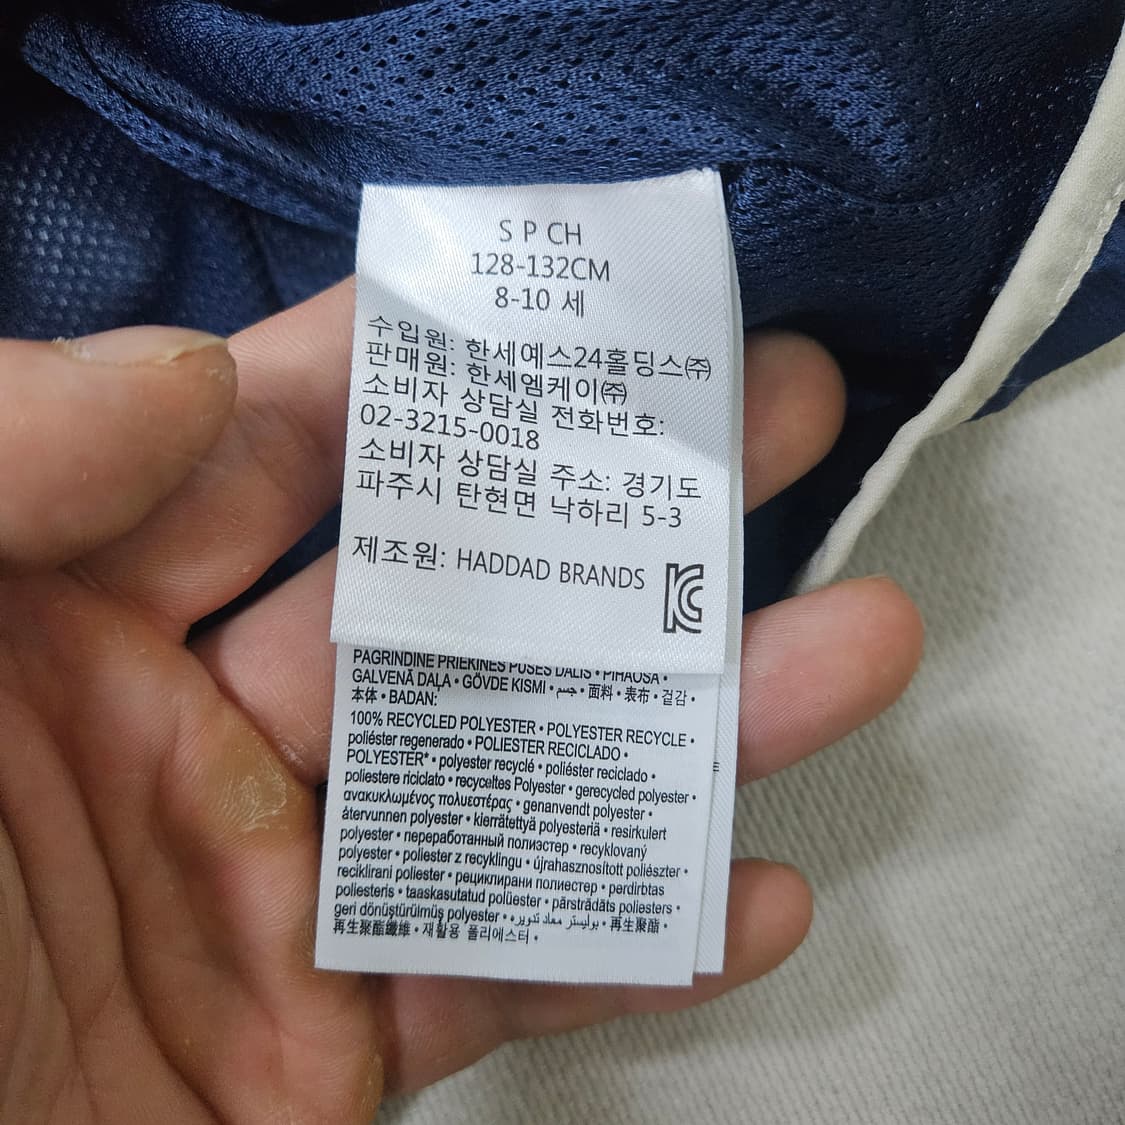 S P CH
128-132CM
8-10 세
수입원: 한세예스24홀딩스㈜
판매원: 한세엠케이㈜
소비자 상담실 전화번호:
02-3215-0018
소비자 상담실 주소: 경기도
파주시 탄현면 낙하리 5-3
제조원: HADDAD BRANDS
KC
PAGRINDINE PRIEKINES PUSES DALIS • PIHAOSA •
GALVENĀ DAĻA • GÖVDE KISMI • جسم • 面料 • 表布 • 겉감 •
本体 • BADAN:
100% RECYCLED POLYESTER • POLYESTER RECYCLE •
poliéster regenerado • POLIESTER RECICLADO •
POLYESTER* • polyester recyclé • poliéster reciclado •
poliestere riciclato • recyceltes Polyester • gerecycled polyester •
ανακυκλωμένος πολυεστέρας • genanvendt polyester •
återvunnen polyester • kierrätettyä polyesteriä • resirkulert
polyester • переработанный полиэстер • recyklovaný
polyester • poliester z recyklingu • újrahasznosított poliészter •
reciklirani poliester • рециклирани полиестер • perdirbtas
poliesteris • taaskasutatud polüester • pārstrādāts poliesters •
geri dönüştürülmüş polyester • بوليستر معاد تدويره • 再生聚酯 •
再生聚酯纖維 • 재활용 폴리에스터 •